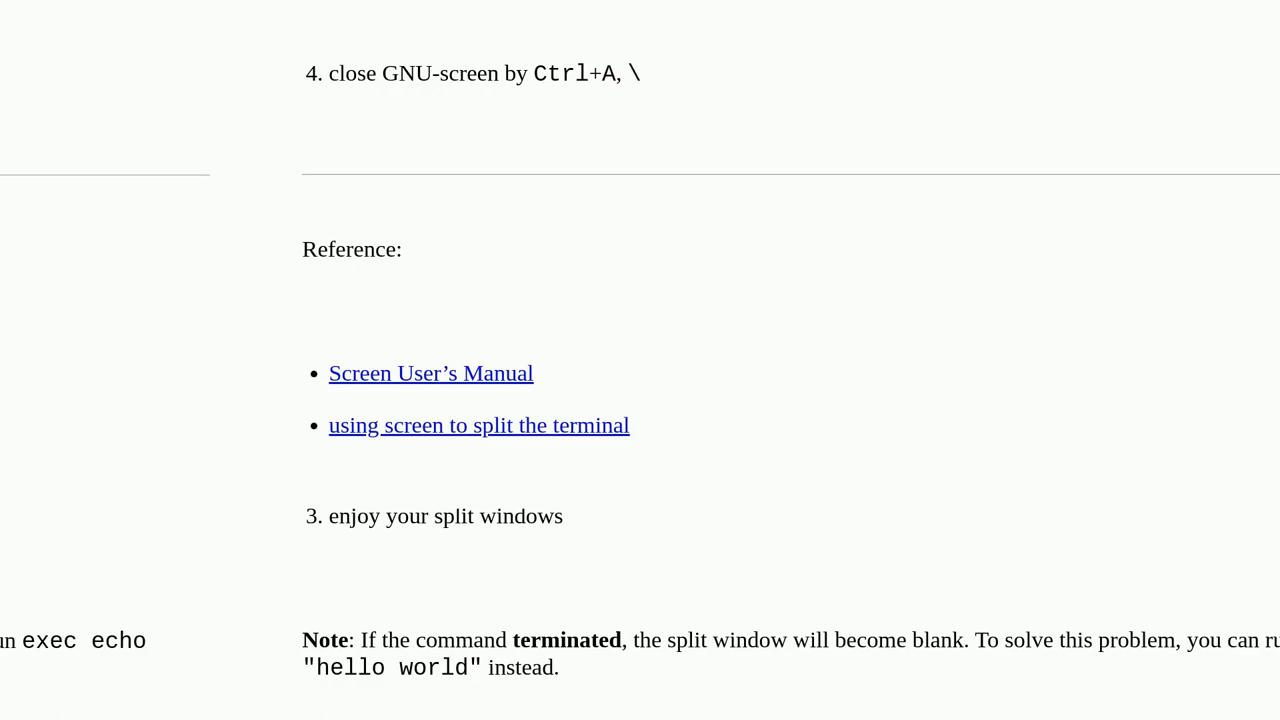 4. close GNU-screen by Ctrl+A, \
Reference:
• Screen User’s Manual
• using screen to split the terminal
3. enjoy your split windows
un exec echo
Note: If the command terminated, the split window will become blank. To solve this problem, you can ru
"hello world" instead.